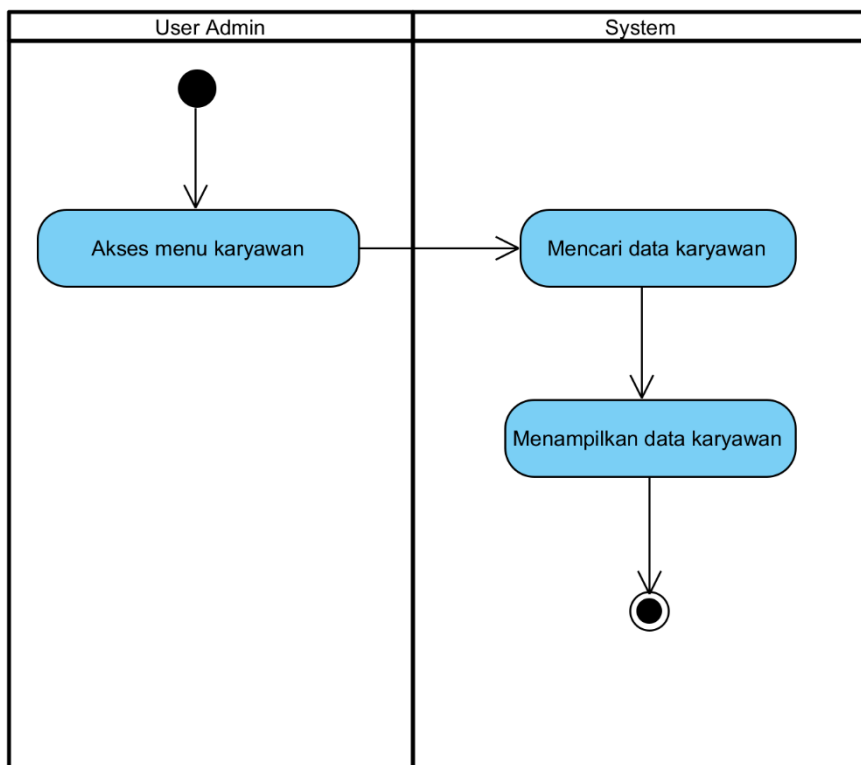 User Admin
System
Akses menu karyawan
Mencari data karyawan
Menampilkan data karyawan